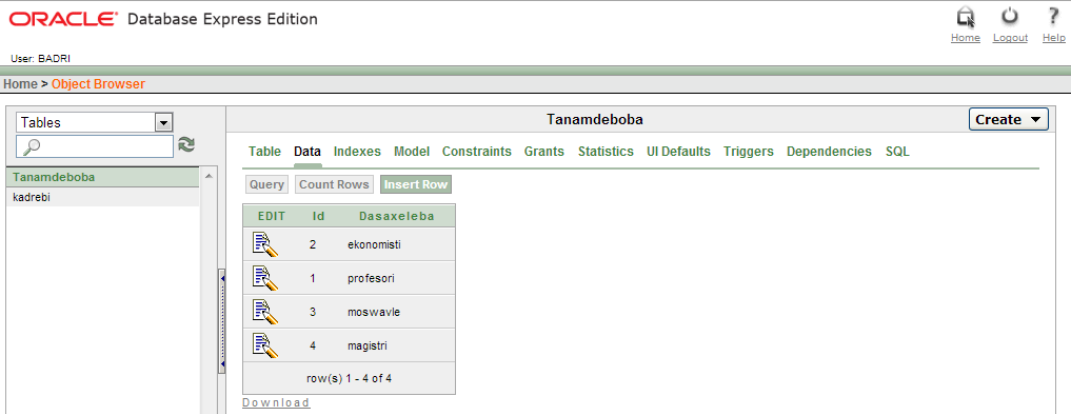 ORACLE® Database Express Edition
Home Logout Help
User: BADRI
Home > Object Browser
Tables
Tanamdeboba
kadrebi
Tanamdeboba
Create
Table Data Indexes Model Constraints Grants Statistics UI Defaults Triggers Dependencies SQL
Query Count Rows Insert Row
EDIT Id Dasaxeleba
2 ekonomisti
1 profesori
3 moswavle
4 magistri
row(s) 1 - 4 of 4
Download